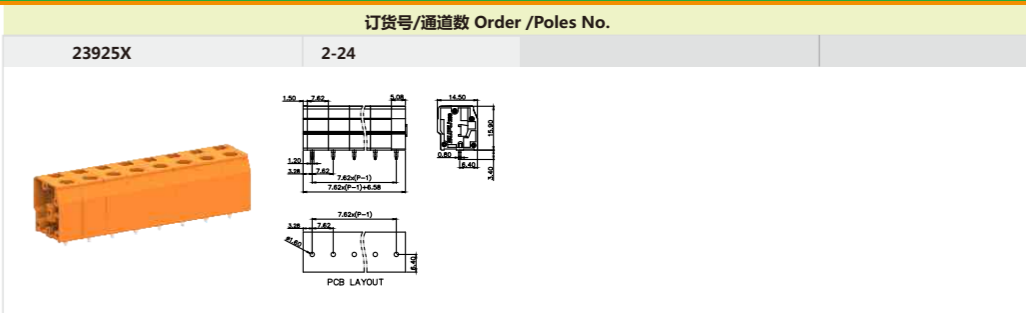 订货号/通道数 Order /Poles No.
23925X
2-24
1.50
7.62
5.08
14.50
15.90
1.20
3.28
7.62
0.80
6.40
3.40
7.62x(P-1)
7.62x(P-1)+6.58
7.62x(P-1)
3.28
7.62
ø1.60
6.40
PCB LAYOUT